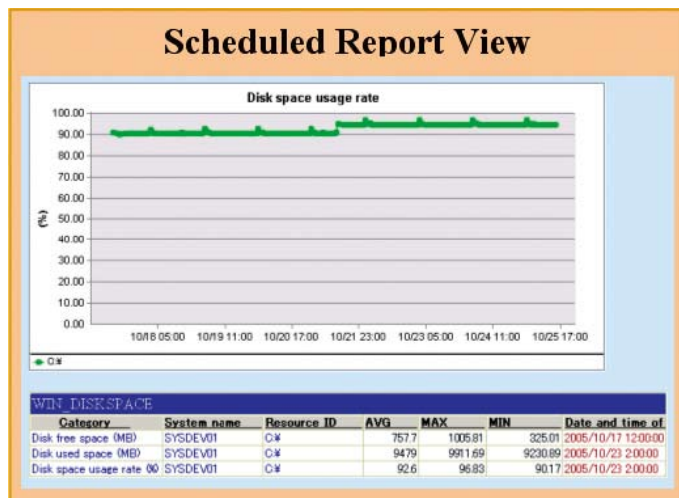 Scheduled Report View
Disk space usage rate
100.00
90.00
80.00
70.00
60.00
50.00
40.00
30.00
20.00
10.00
0.00
(%)
10/18 05:00 10/19 11:00 10/20 17:00 10/21 23:00 10/23 05:00 10/24 11:00 10/25 17:00
C:¥
WIN_DISKSPACE
Category System name Resource ID AVG MAX MIN Date and time of
Disk free space (MB) SYSDEV01 C:¥ 757.7 1005.81 325.01 2005/10/17 12:00:00
Disk used space (MB) SYSDEV01 C:¥ 9479 9911.69 9230.89 2005/10/23 2:00:00
Disk space usage rate (%) SYSDEV01 C:¥ 92.6 96.83 90.17 2005/10/23 2:00:00